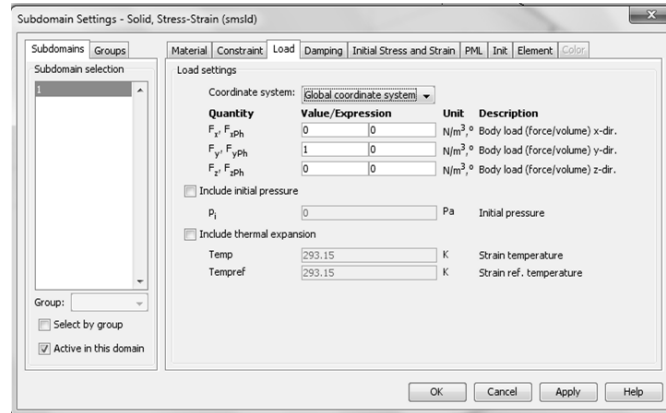 Subdomain Settings - Solid, Stress-Strain (smsld)
Subdomains Groups
Subdomain selection
1
Group:
Select by group
Active in this domain
Material Constraint Load Damping Initial Stress and Strain PML Init Element Color
Load settings
Coordinate system: Global coordinate system
Quantity Value/Expression Unit Description
Fx, FxPh 0 0 N/m³,° Body load (force/volume) x-dir.
Fy, FyPh 1 0 N/m³,° Body load (force/volume) y-dir.
Fz, FzPh 0 0 N/m³,° Body load (force/volume) z-dir.
Include initial pressure
pi 0 Pa Initial pressure
Include thermal expansion
Temp 293.15 K Strain temperature
Tempref 293.15 K Strain ref. temperature
OK Cancel Apply Help